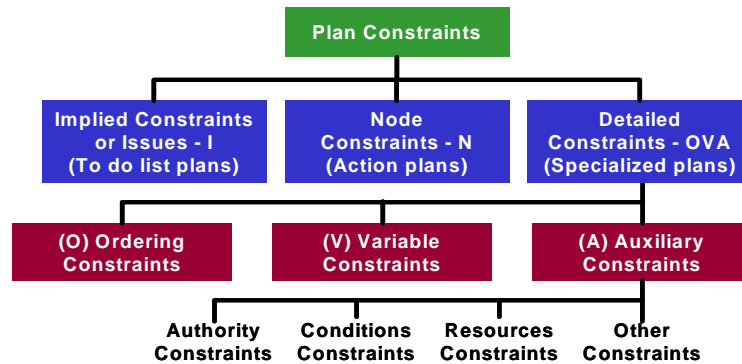 Plan Constraints
Implied Constraints
or Issues - I
(To do list plans)
Node
Constraints - N
(Action plans)
Detailed
Constraints - OVA
(Specialized plans)
(O) Ordering
Constraints
(V) Variable
Constraints
(A) Auxiliary
Constraints
Authority
Constraints
Conditions
Constraints
Resources
Constraints
Other
Constraints